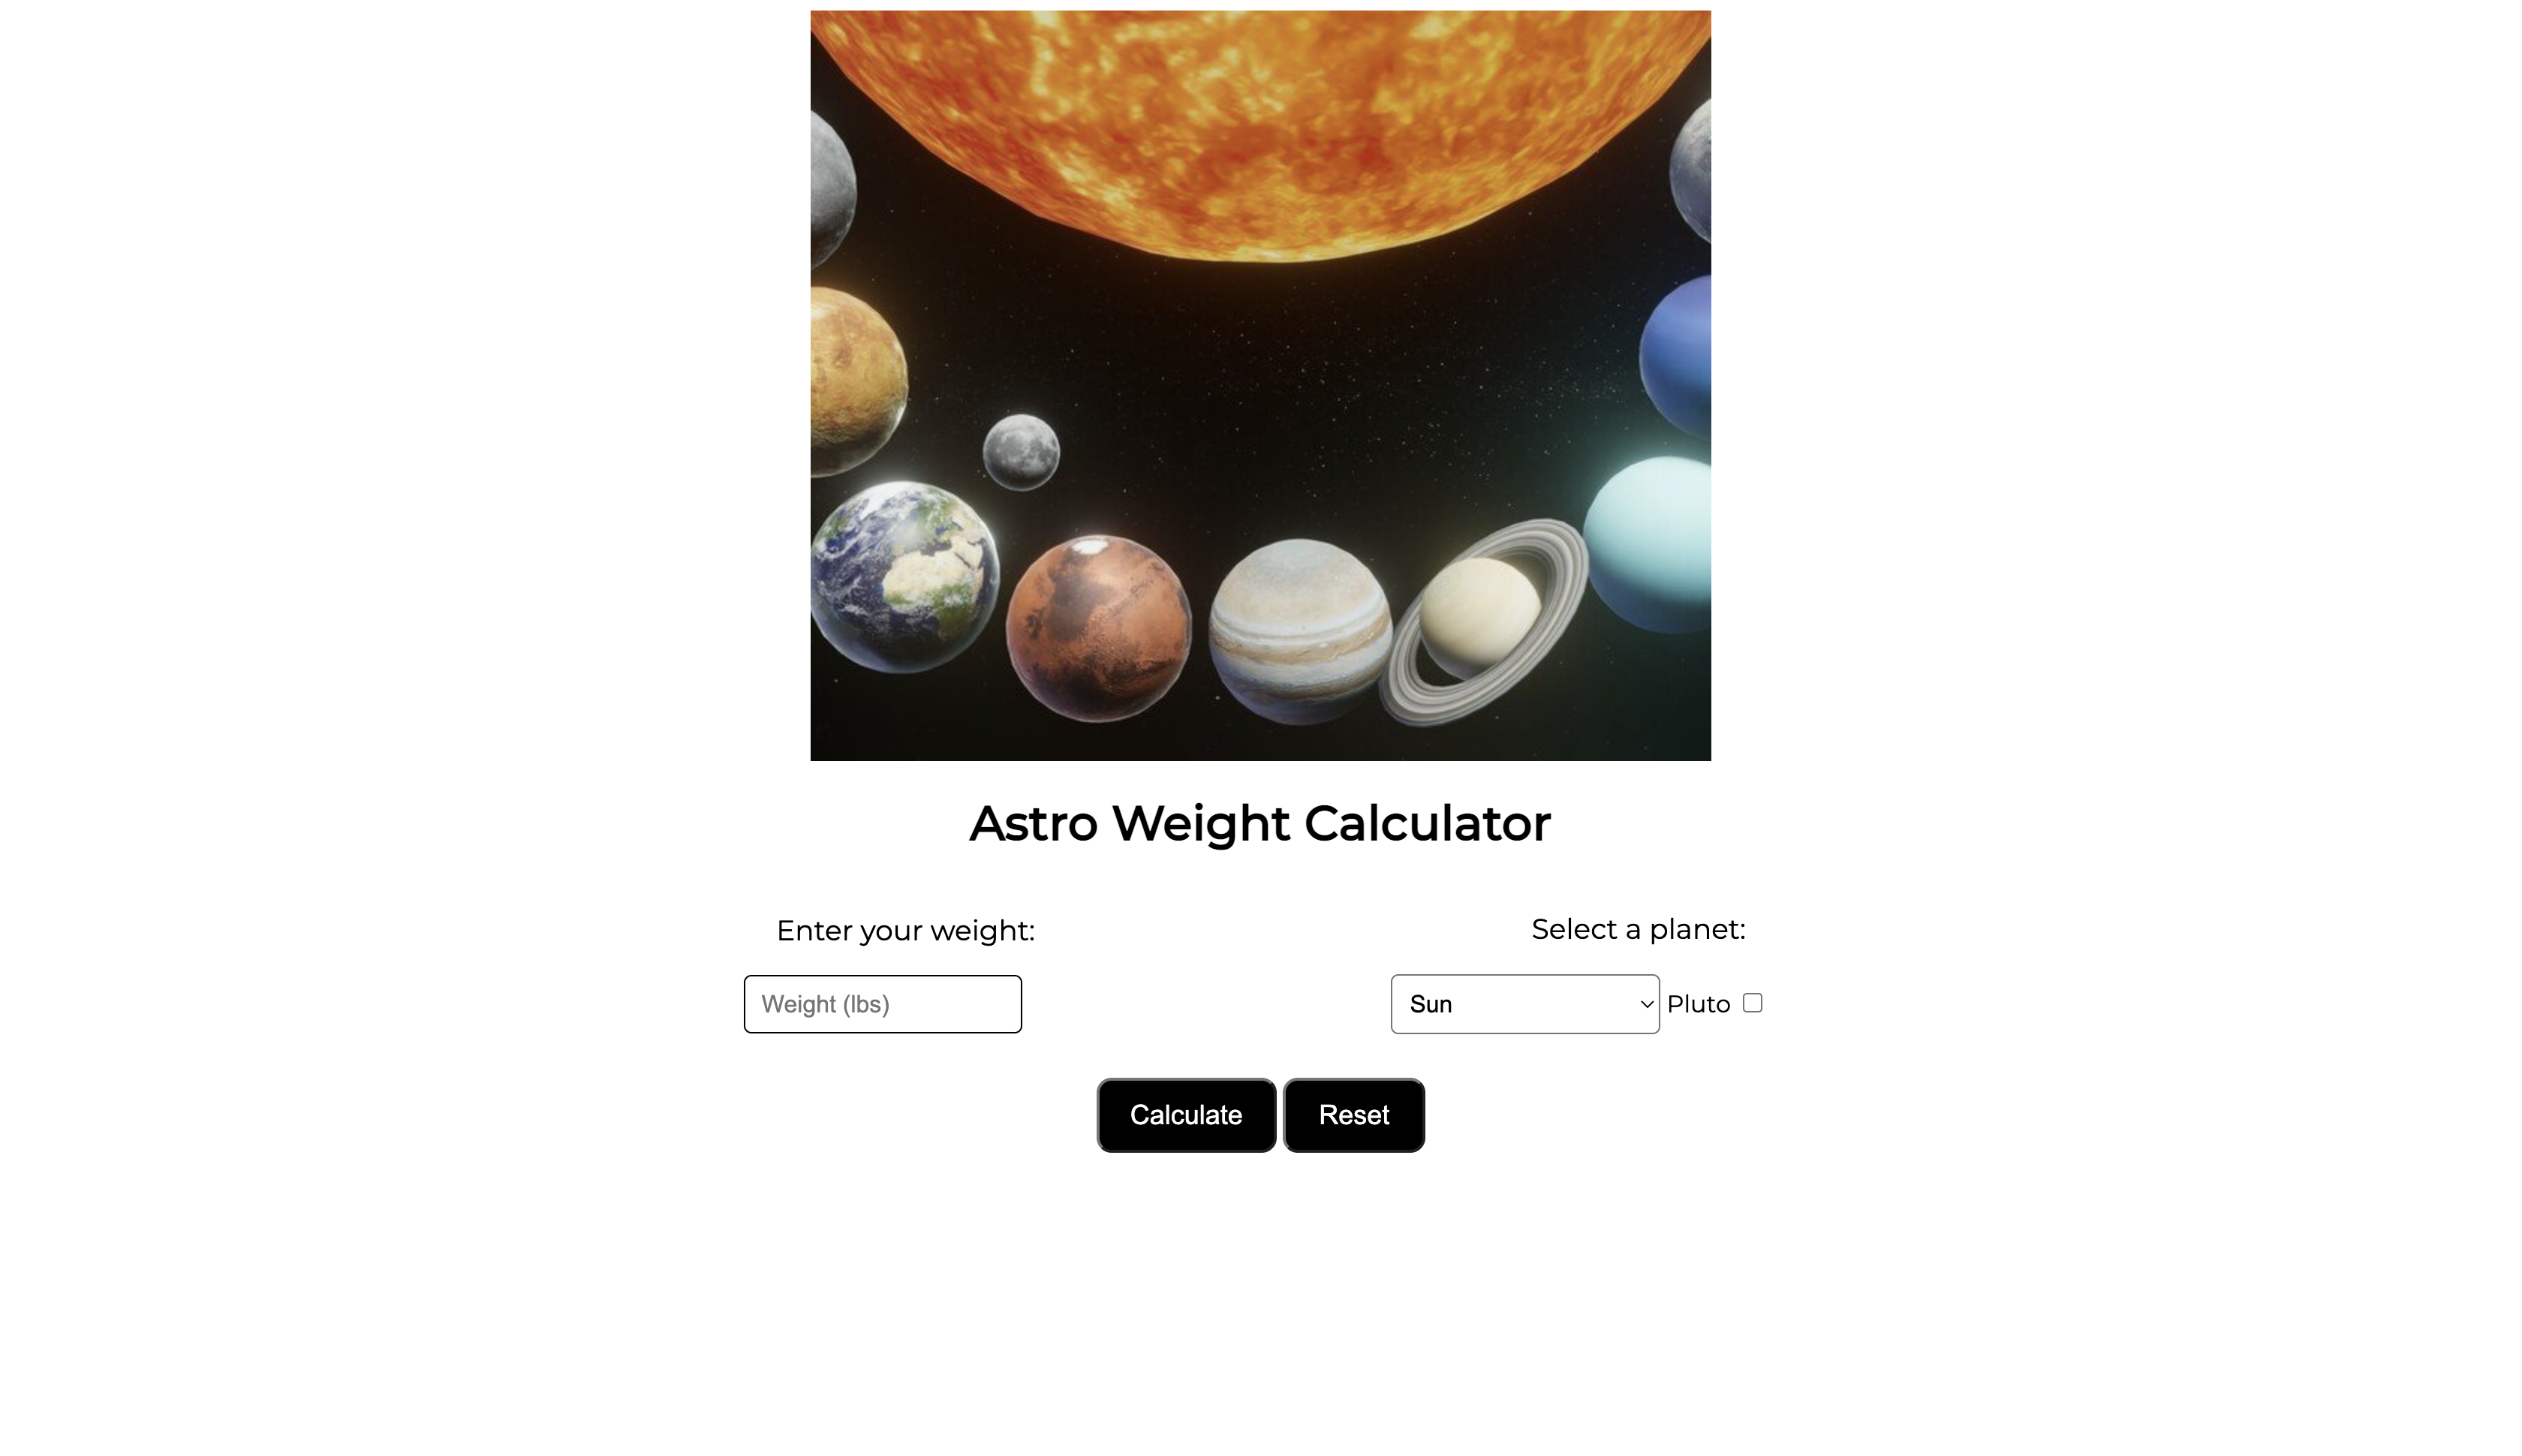 Astro Weight Calculator
Enter your weight:
Select a planet:
Weight (lbs)
Sun
Pluto
Calculate
Reset